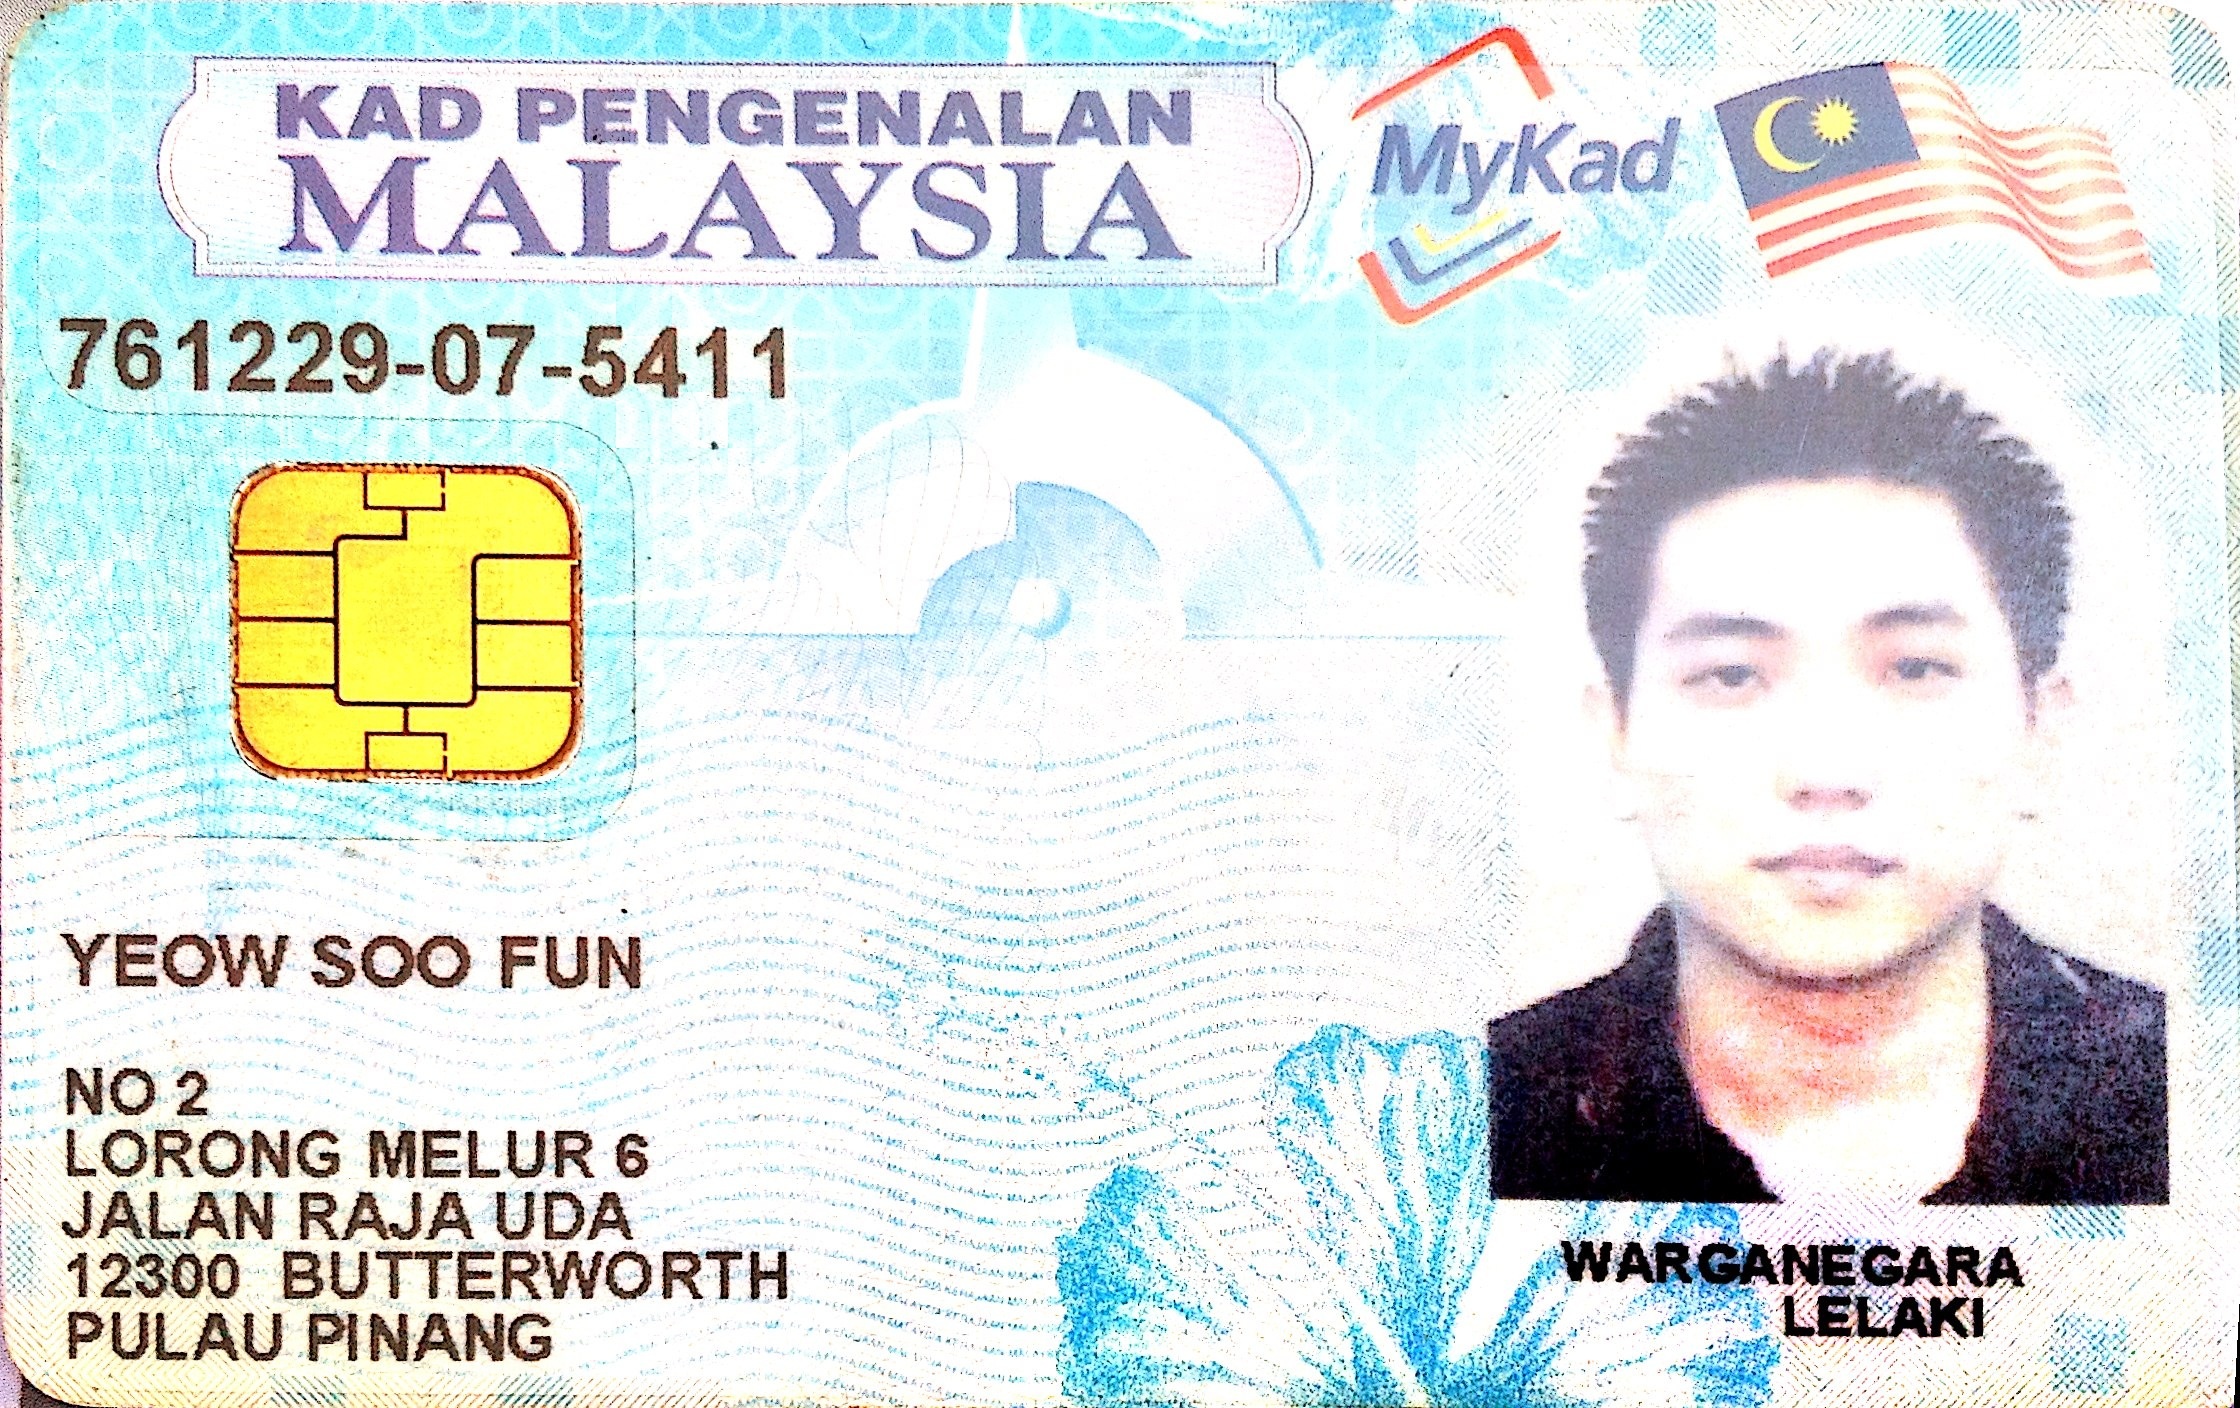 KAD PENGENALAN
MALAYSIA
MyKad
761229-07-5411
YEOW SOO FUN
NO 2
LORONG MELUR 6
JALAN RAJA UDA
12300 BUTTERWORTH
PULAU PINANG
WARGANEGARA
LELAKI